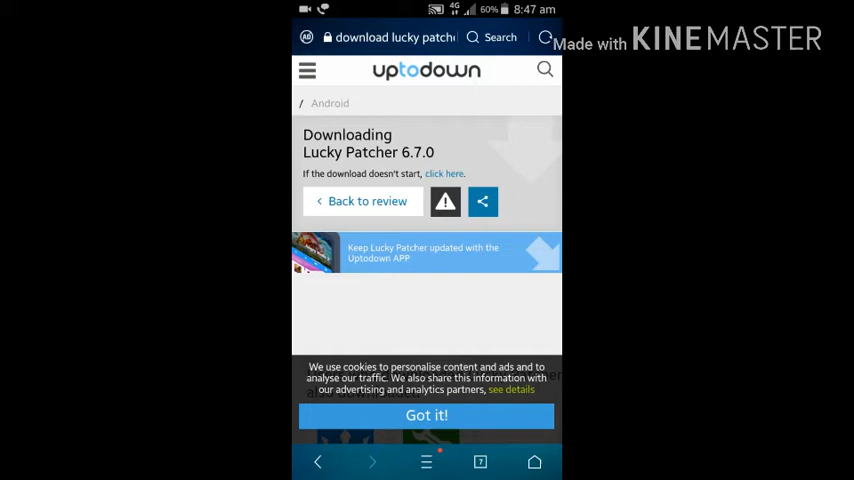 4G 60% 8:47 am
AD download lucky patch Search
Made with KINEMASTER
uptodown
/ Android
Downloading
Lucky Patcher 6.7.0
If the download doesn't start, click here.
< Back to review
Keep Lucky Patcher updated with the
Uptodown APP
We use cookies to personalise content and ads and to
analyse our traffic. We also share this information with
our advertising and analytics partners, see details
Got it!
7